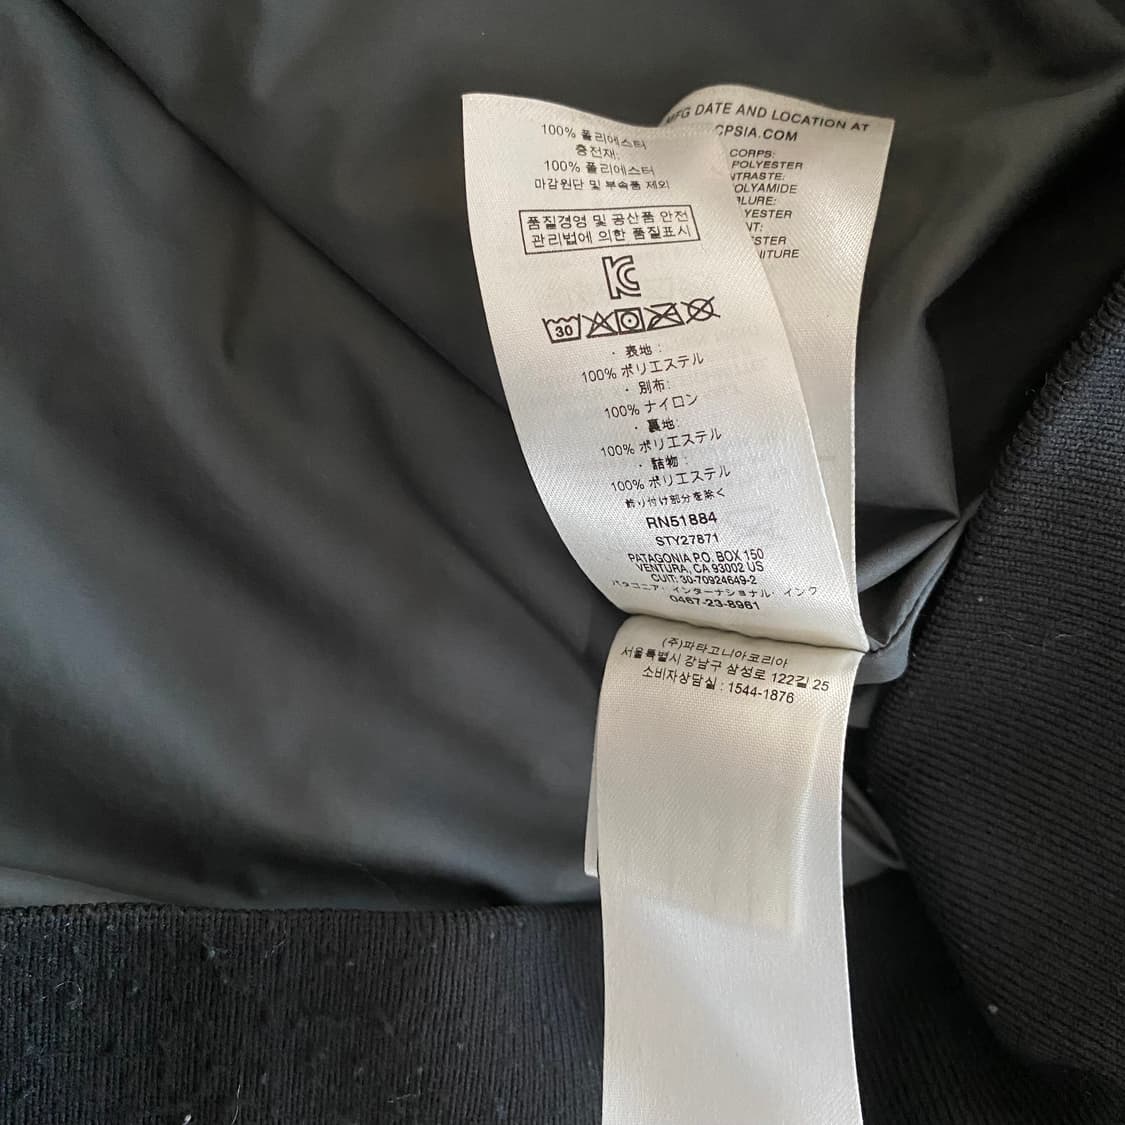 100% 폴리에스터
충전재:
100% 폴리에스터
마감원단 및 부속품 제외
품질경영 및 공산품 안전
관리법에 의한 품질표시
30
・表地:
100% ポリエステル
・別布:
100% ナイロン
・裏地:
100% ポリエステル
・詰物:
100% ポリエステル
飾り付け部分を除く
RN51884
STY27871
PATAGONIA P.O. BOX 150
VENTURA, CA 93002 US
CUIT: 30-70924649-2
パタゴニア・インターナショナル・インク
0467-23-8961
(주)파타고니아코리아
서울특별시 강남구 삼성로 122길 25
소비자상담실 : 1544-1876
MFG DATE AND LOCATION AT
CPSIA.COM
CORPS:
POLYESTER
NTRASTE:
OLYAMIDE
BLURE:
YESTER
NT:
STER
NITURE